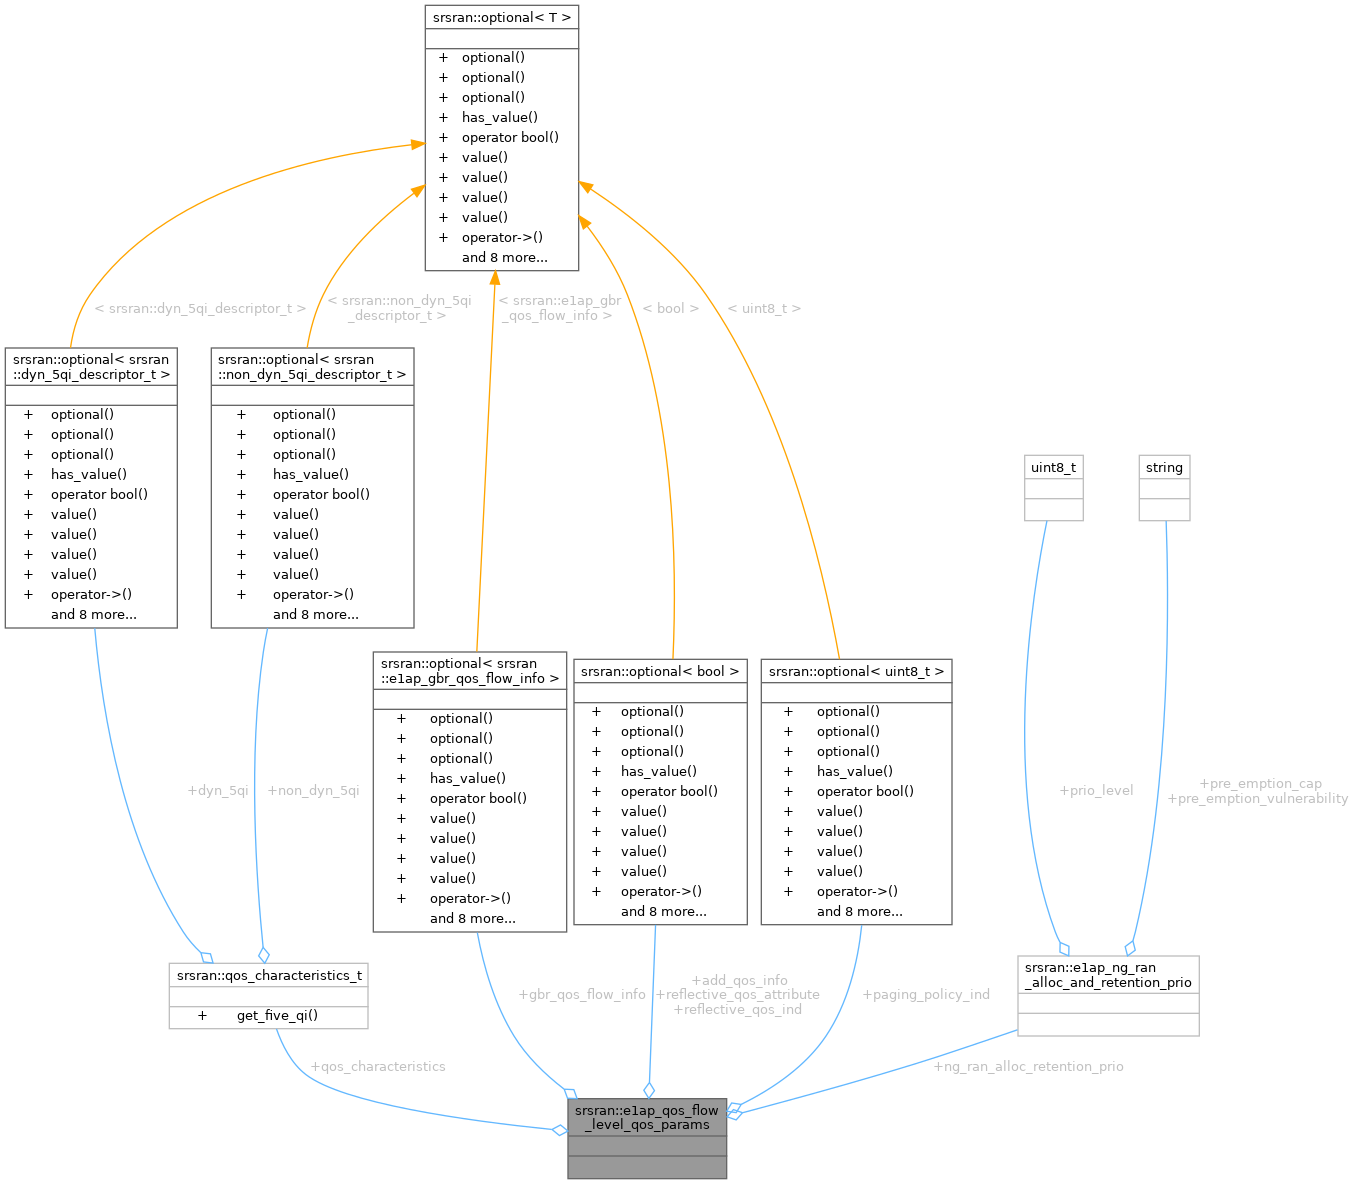 srsran::optional< T >
+ optional()
+ optional()
+ optional()
+ has_value()
+ operator bool()
+ value()
+ value()
+ value()
+ value()
+ operator->()
and 8 more...
< srsran::dyn_5qi_descriptor_t >
< srsran::non_dyn_5qi
_descriptor_t >
< srsran::e1ap_gbr
_qos_flow_info >
< bool >
< uint8_t >
srsran::optional< srsran
::dyn_5qi_descriptor_t >
+ optional()
+ optional()
+ optional()
+ has_value()
+ operator bool()
+ value()
+ value()
+ value()
+ value()
+ operator->()
and 8 more...
srsran::optional< srsran
::non_dyn_5qi_descriptor_t >
+ optional()
+ optional()
+ optional()
+ has_value()
+ operator bool()
+ value()
+ value()
+ value()
+ value()
+ operator->()
and 8 more...
uint8_t
string
srsran::optional< srsran
::e1ap_gbr_qos_flow_info >
+ optional()
+ optional()
+ optional()
+ has_value()
+ operator bool()
+ value()
+ value()
+ value()
+ value()
+ operator->()
and 8 more...
srsran::optional< bool >
+ optional()
+ optional()
+ optional()
+ has_value()
+ operator bool()
+ value()
+ value()
+ value()
+ value()
+ operator->()
and 8 more...
srsran::optional< uint8_t >
+ optional()
+ optional()
+ optional()
+ has_value()
+ operator bool()
+ value()
+ value()
+ value()
+ value()
+ operator->()
and 8 more...
+dyn_5qi
+non_dyn_5qi
+prio_level
+pre_emption_cap
+pre_emption_vulnerability
srsran::qos_characteristics_t
+ get_five_qi()
srsran::e1ap_ng_ran
_alloc_and_retention_prio
+gbr_qos_flow_info
+add_qos_info
+reflective_qos_attribute
+reflective_qos_ind
+paging_policy_ind
+qos_characteristics
+ng_ran_alloc_retention_prio
srsran::e1ap_qos_flow
_level_qos_params